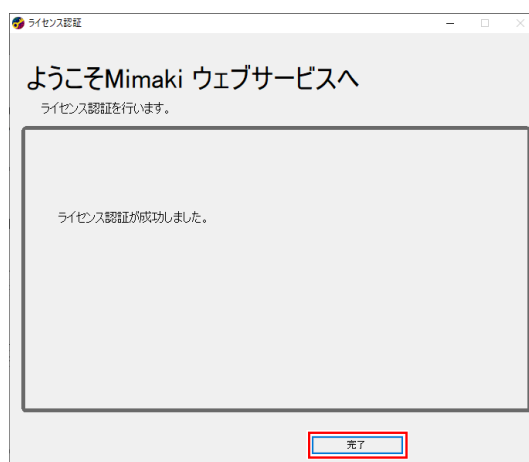 ライセンス認証
ようこそMimaki ウェブサービスへ
ライセンス認証を行います。
ライセンス認証が成功しました。
完了